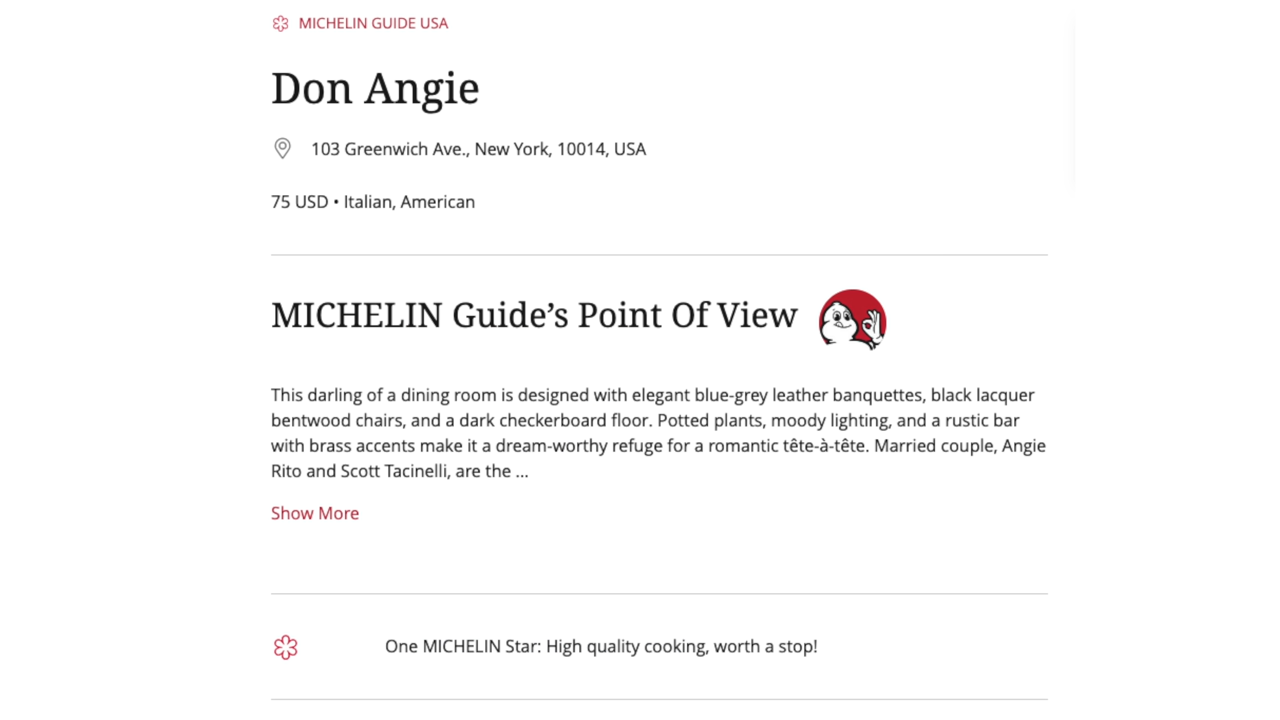 MICHELIN GUIDE USA
Don Angie
103 Greenwich Ave., New York, 10014, USA
75 USD • Italian, American
MICHELIN Guide’s Point Of View
This darling of a dining room is designed with elegant blue-grey leather banquettes, black lacquer
bentwood chairs, and a dark checkerboard floor. Potted plants, moody lighting, and a rustic bar
with brass accents make it a dream-worthy refuge for a romantic tête-à-tête. Married couple, Angie
Rito and Scott Tacinelli, are the ...
Show More
One MICHELIN Star: High quality cooking, worth a stop!